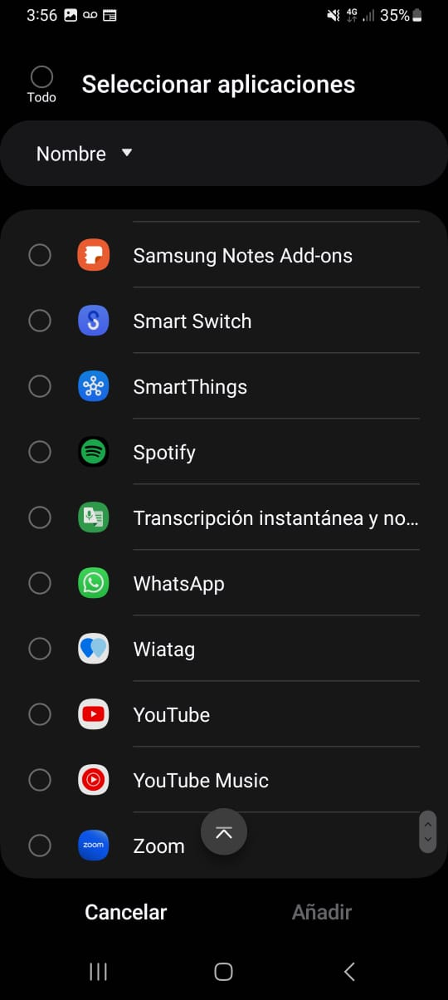 3:56
4G
35%
Todo
Seleccionar aplicaciones
Nombre
Samsung Notes Add-ons
Smart Switch
SmartThings
Spotify
Transcripción instantánea y no...
WhatsApp
Wiatag
YouTube
YouTube Music
zoom
Zoom
Cancelar
Añadir